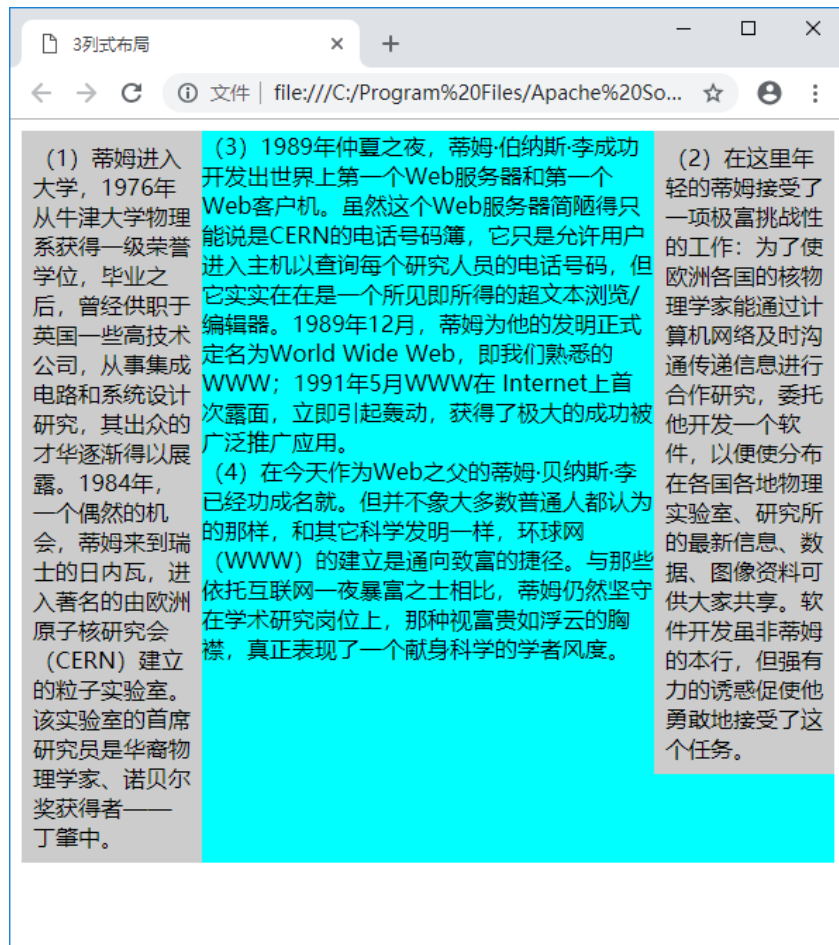 3列式布局
文件 file:///C:/Program%20Files/Apache%20So...
（1）蒂姆进入
大学，1976年
从牛津大学物理
系获得一级荣誉
学位，毕业之
后，曾经供职于
英国一些高技术
公司，从事集成
电路和系统设计
研究，其出众的
才华逐渐得以展
露。1984年，
一个偶然的机
会，蒂姆来到瑞
士的日内瓦，进
入著名的由欧洲
原子核研究会
（CERN）建立
的粒子实验室。
该实验室的首席
研究员是华裔物
理学家、诺贝尔
奖获得者——
丁肇中。
（3）1989年仲夏之夜，蒂姆·伯纳斯·李成功
开发出世界上第一个Web服务器和第一个
Web客户机。虽然这个Web服务器简陋得只
能说是CERN的电话号码簿，它只是允许用户
进入主机以查询每个研究人员的电话号码，但
它实实在在是一个所见即所得的超文本浏览/
编辑器。1989年12月，蒂姆为他的发明正式
定名为World Wide Web，即我们熟悉的
WWW；1991年5月WWW在 Internet上首
次露面，立即引起轰动，获得了极大的成功被
广泛推广应用。
（4）在今天作为Web之父的蒂姆·贝纳斯·李
已经功成名就。但并不象大多数普通人都认为
的那样，和其它科学发明一样，环球网
（WWW）的建立是通向致富的捷径。与那些
依托互联网一夜暴富之士相比，蒂姆仍然坚守
在学术研究岗位上，那种视富贵如浮云的胸
襟，真正表现了一个献身科学的学者风度。
（2）在这里年
轻的蒂姆接受了
一项极富挑战性
的工作：为了使
欧洲各国的核物
理学家能通过计
算机网络及时沟
通传递信息进行
合作研究，委托
他开发一个软
件，以便使分布
在各国各地物理
实验室、研究所
的最新信息、数
据、图像资料可
供大家共享。软
件开发虽非蒂姆
的本行，但强有
力的诱惑促使他
勇敢地接受了这
个任务。